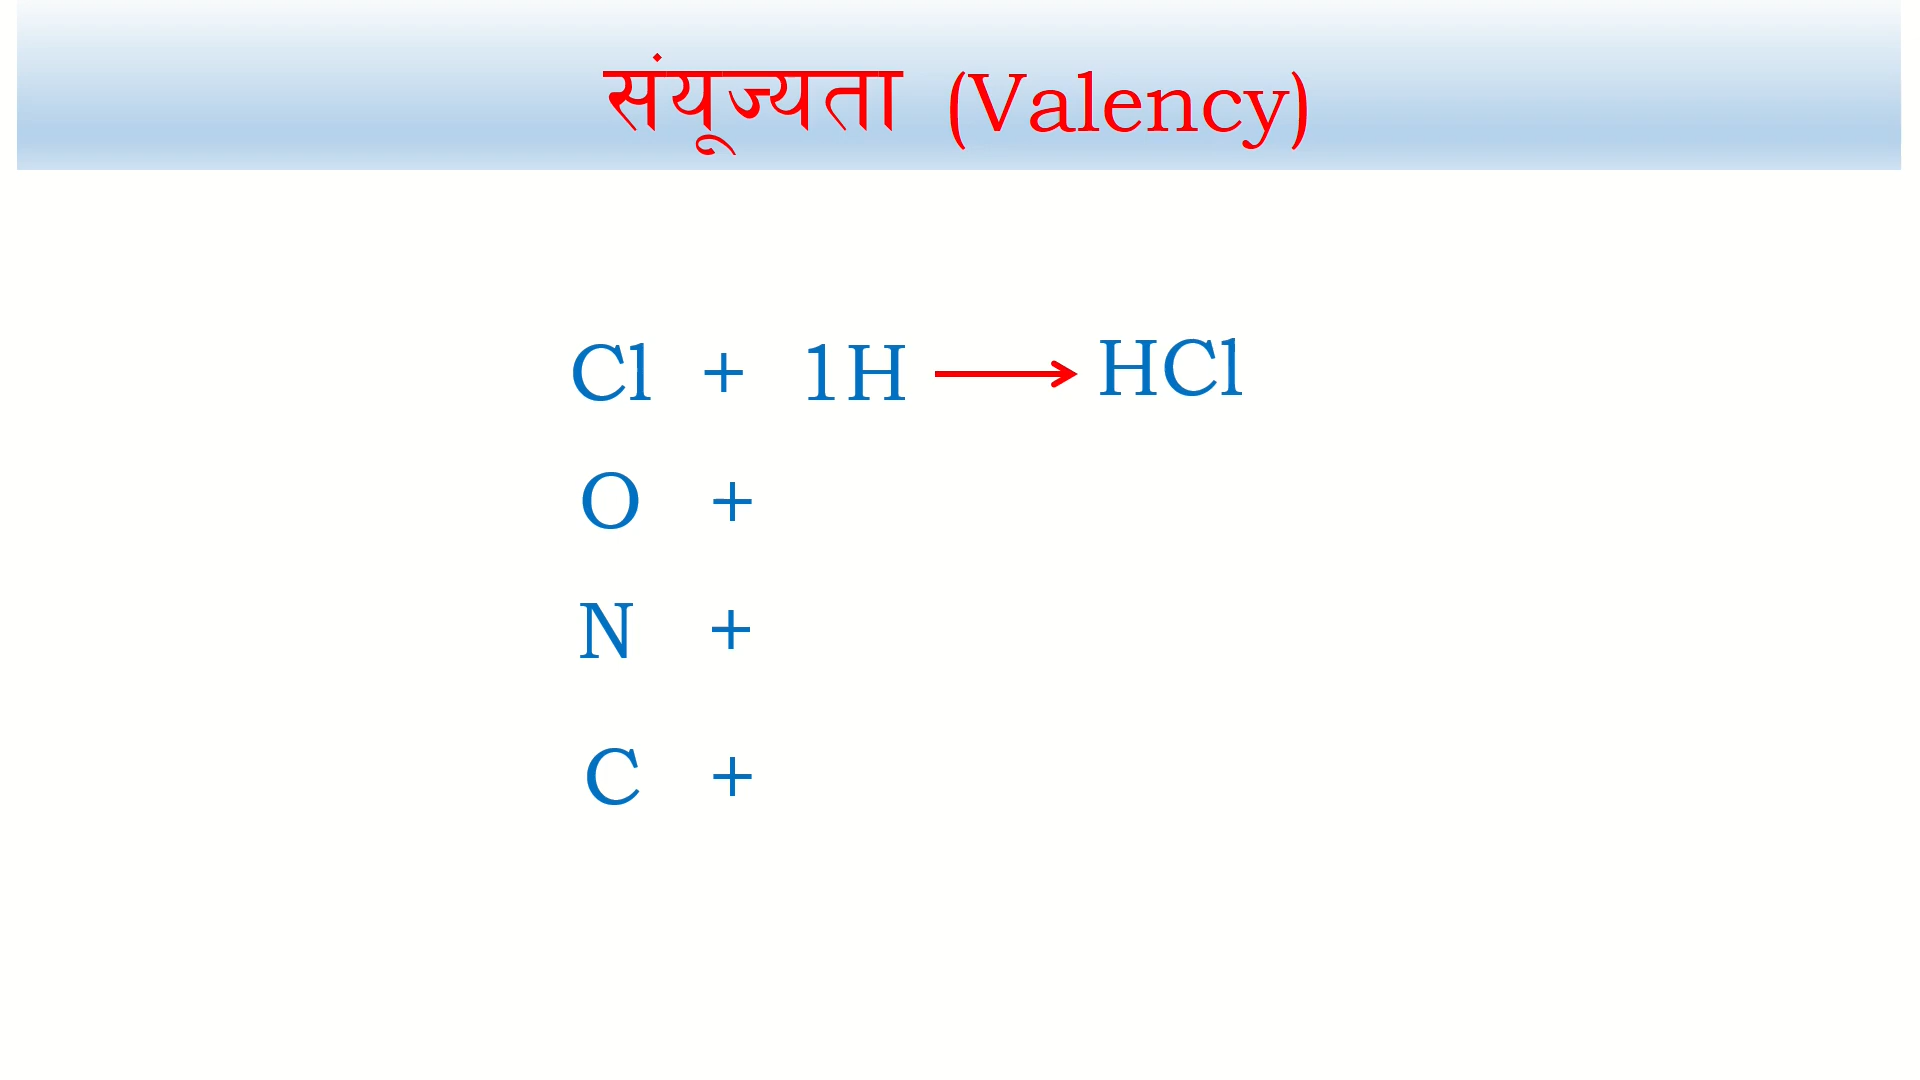 संयूज्यता (Valency)
Cl + 1H ⟶ HCl
O +
N +
C +